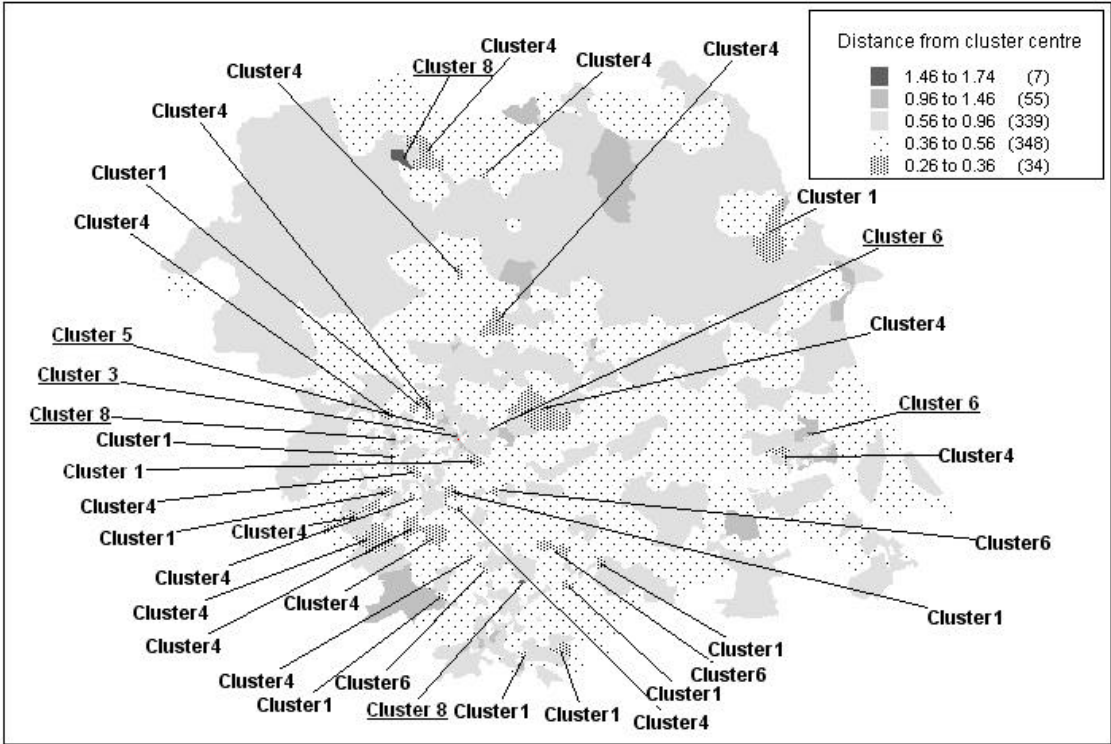 Distance from cluster centre
1.46 to 1.74 (7)
0.96 to 1.46 (55)
0.56 to 0.96 (339)
0.36 to 0.56 (348)
0.26 to 0.36 (34)
Cluster4
Cluster4
Cluster4
Cluster 8
Cluster4
Cluster4
Cluster1
Cluster4
Cluster 1
Cluster 6
Cluster4
Cluster 5
Cluster 3
Cluster 8
Cluster1
Cluster 1
Cluster4
Cluster1
Cluster4
Cluster 6
Cluster4
Cluster6
Cluster4
Cluster4
Cluster4
Cluster4
Cluster1
Cluster4
Cluster1
Cluster6
Cluster 8
Cluster1
Cluster1
Cluster4
Cluster1
Cluster6
Cluster1